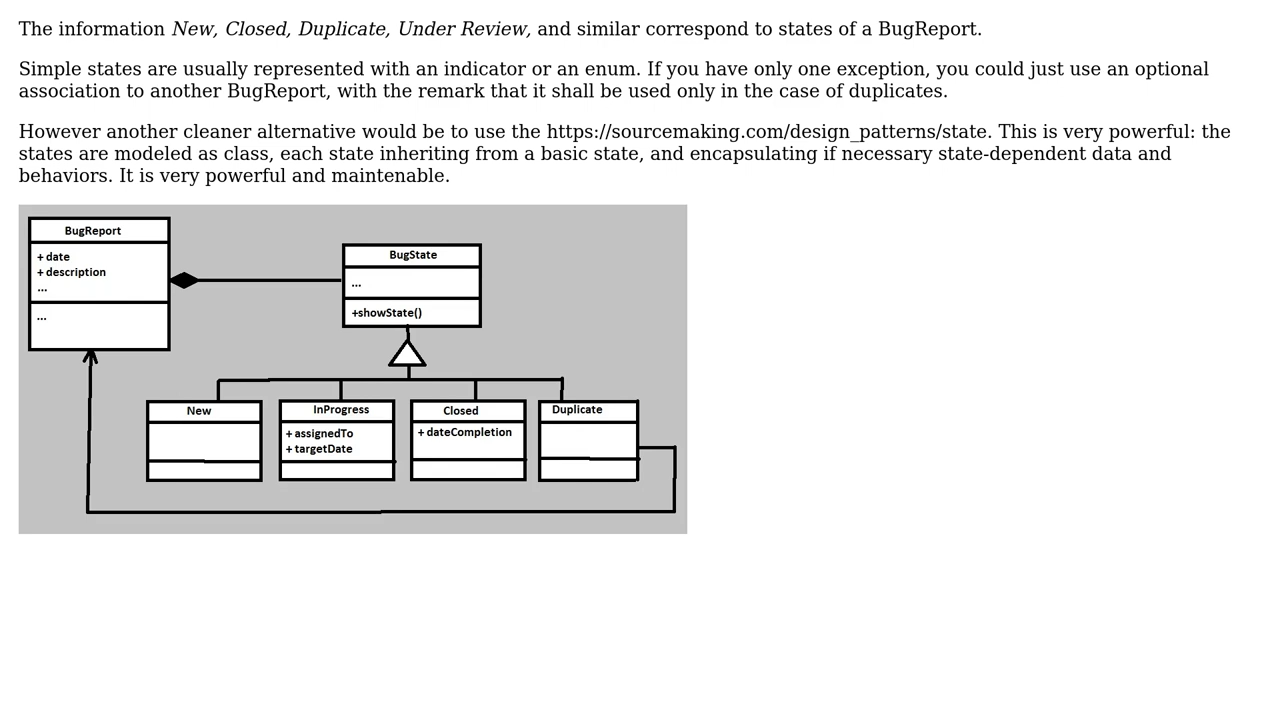 The information New, Closed, Duplicate, Under Review, and similar correspond to states of a BugReport.
Simple states are usually represented with an indicator or an enum. If you have only one exception, you could just use an optional
association to another BugReport, with the remark that it shall be used only in the case of duplicates.
However another cleaner alternative would be to use the https://sourcemaking.com/design_patterns/state. This is very powerful: the
states are modeled as class, each state inheriting from a basic state, and encapsulating if necessary state-dependent data and
behaviors. It is very powerful and maintenable.
BugReport
+ date
+ description
...
...
BugState
...
+showState()
New
InProgress
+ assignedTo
+ targetDate
Closed
+ dateCompletion
Duplicate